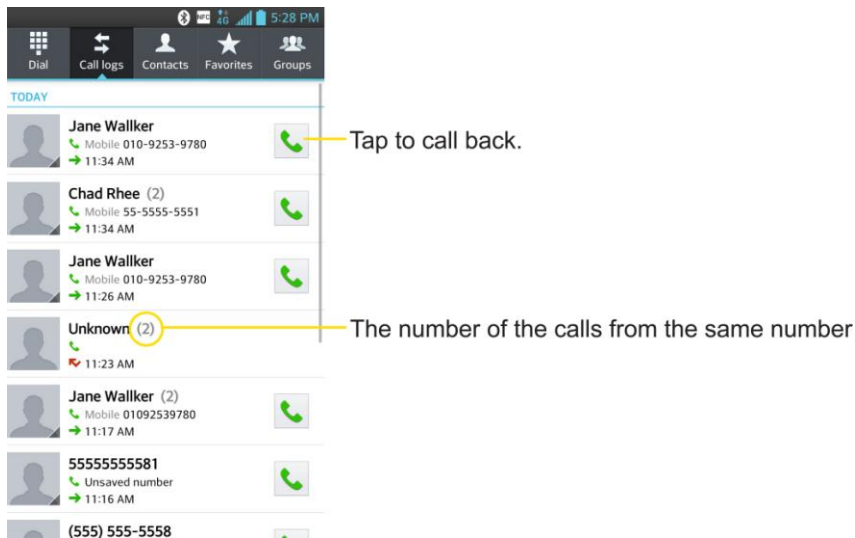 NFC 4G 5:28 PM
Dial Call logs Contacts Favorites Groups
TODAY
Jane Wallker
Mobile 010-9253-9780
11:34 AM
Tap to call back.
Chad Rhee (2)
Mobile 55-5555-5551
11:34 AM
Jane Wallker
Mobile 010-9253-9780
11:26 AM
Unknown (2)
The number of the calls from the same number
11:23 AM
Jane Wallker (2)
Mobile 01092539780
11:17 AM
55555555581
Unsaved number
11:16 AM
(555) 555-5558